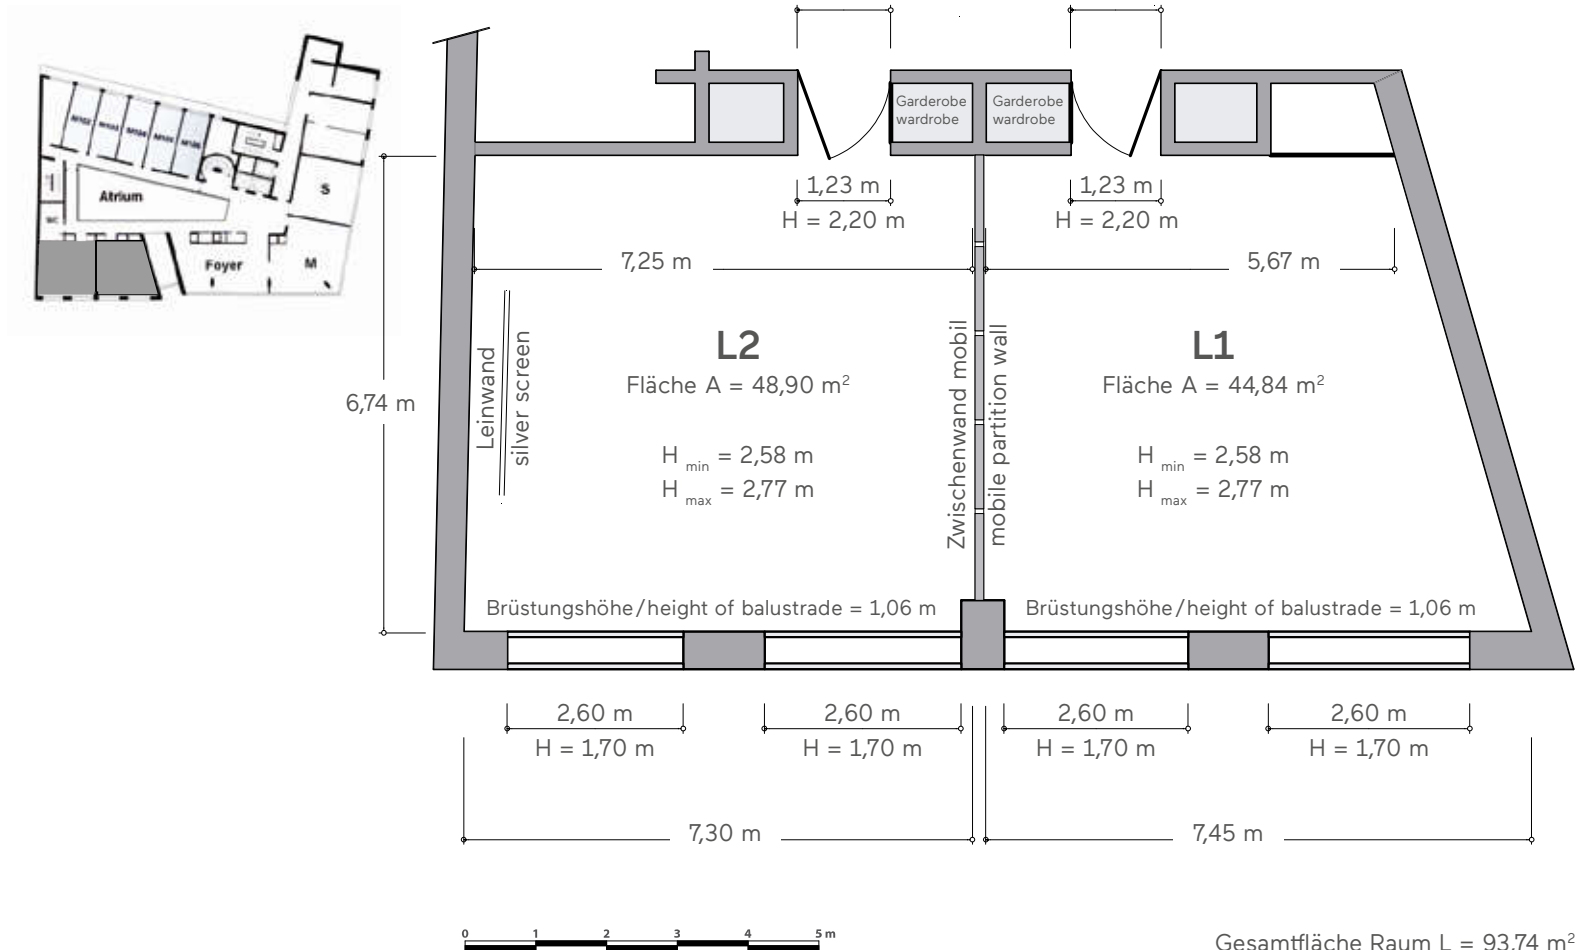 Atrium
WC
S
Foyer
M
Garderobe
wardrobe
Garderobe
wardrobe
1,23 m
H = 2,20 m
1,23 m
H = 2,20 m
7,25 m
5,67 m
6,74 m
Leinwand
silver screen
L2
Fläche A = 48,90 m²
H min = 2,58 m
H max = 2,77 m
Zwischenwand mobil
mobile partition wall
L1
Fläche A = 44,84 m²
H min = 2,58 m
H max = 2,77 m
Brüstungshöhe/height of balustrade = 1,06 m
Brüstungshöhe/height of balustrade = 1,06 m
2,60 m
H = 1,70 m
2,60 m
H = 1,70 m
2,60 m
H = 1,70 m
2,60 m
H = 1,70 m
7,30 m
7,45 m
0 1 2 3 4 5 m
Gesamtfläche Raum L = 93,74 m²